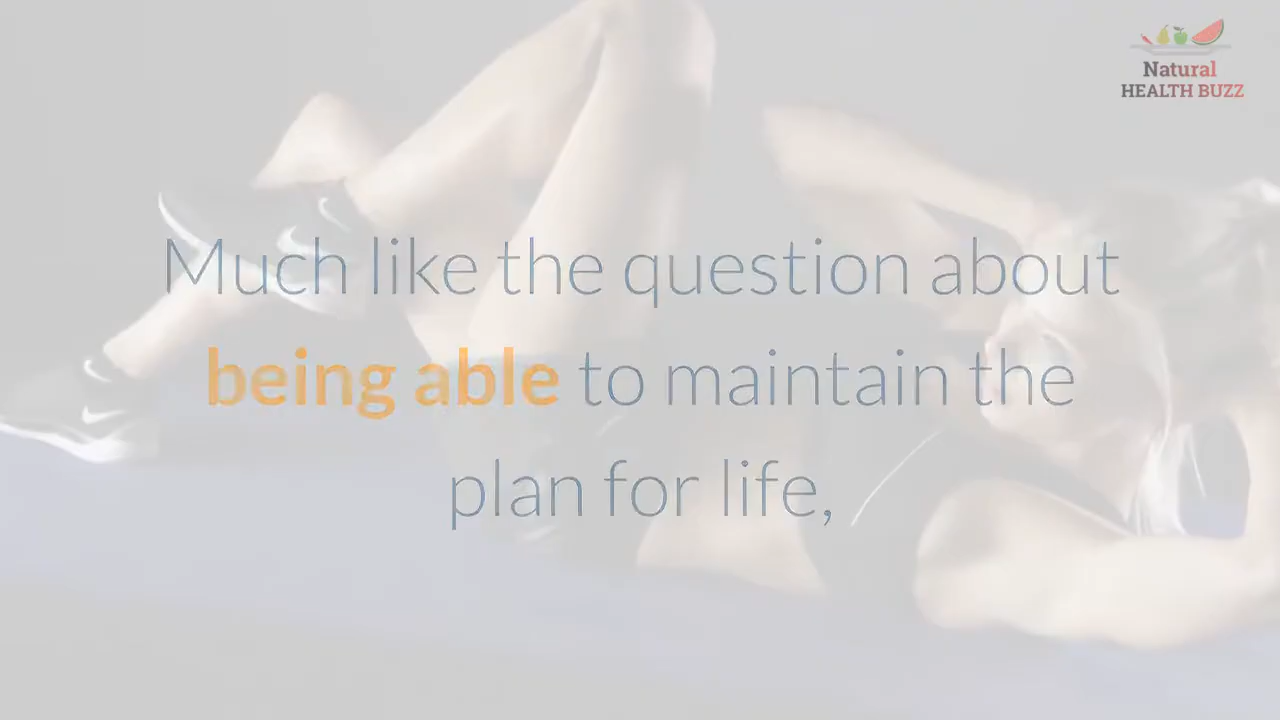 Natural
HEALTH BUZZ
Much like the question about
being able to maintain the
plan for life,